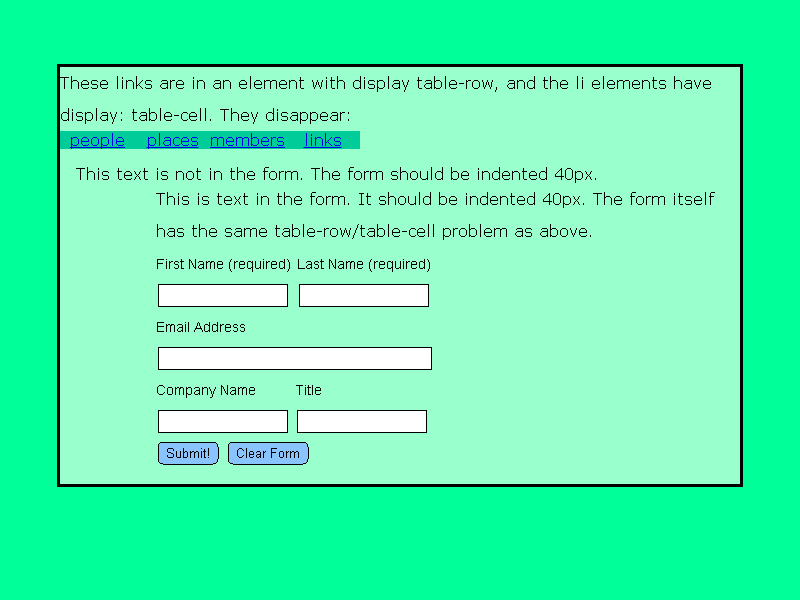 These links are in an element with display table-row, and the li elements have
display: table-cell. They disappear:
people places members links
This text is not in the form. The form should be indented 40px.
This is text in the form. It should be indented 40px. The form itself
has the same table-row/table-cell problem as above.
First Name (required) Last Name (required)
Email Address
Company Name Title
Submit! Clear Form